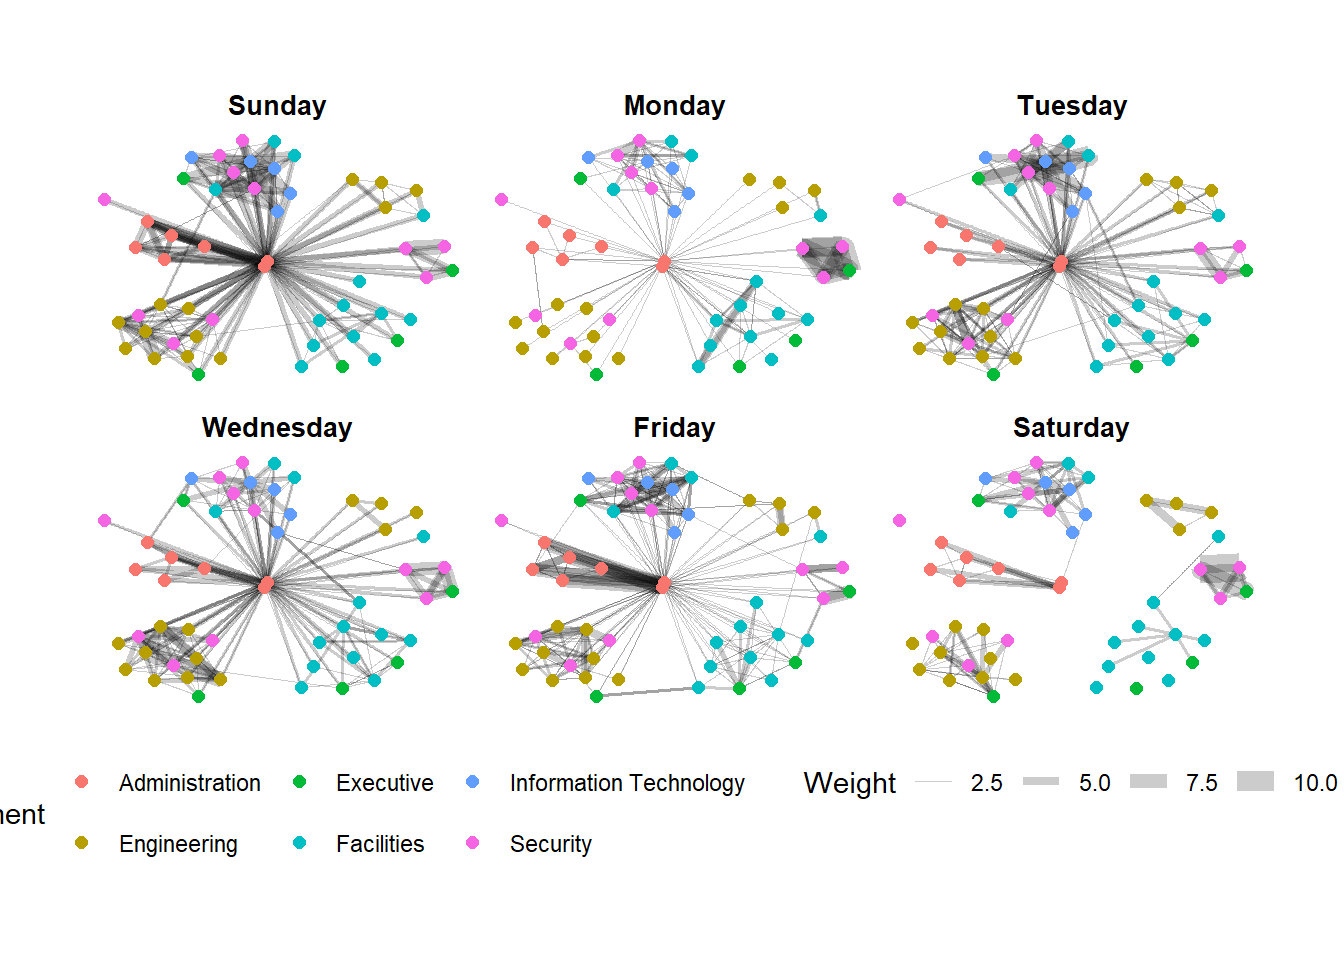 Sunday
Monday
Tuesday
Wednesday
Friday
Saturday
Administration
Executive
Information Technology
Weight
2.5
5.0
7.5
10.0
Engineering
Facilities
Security